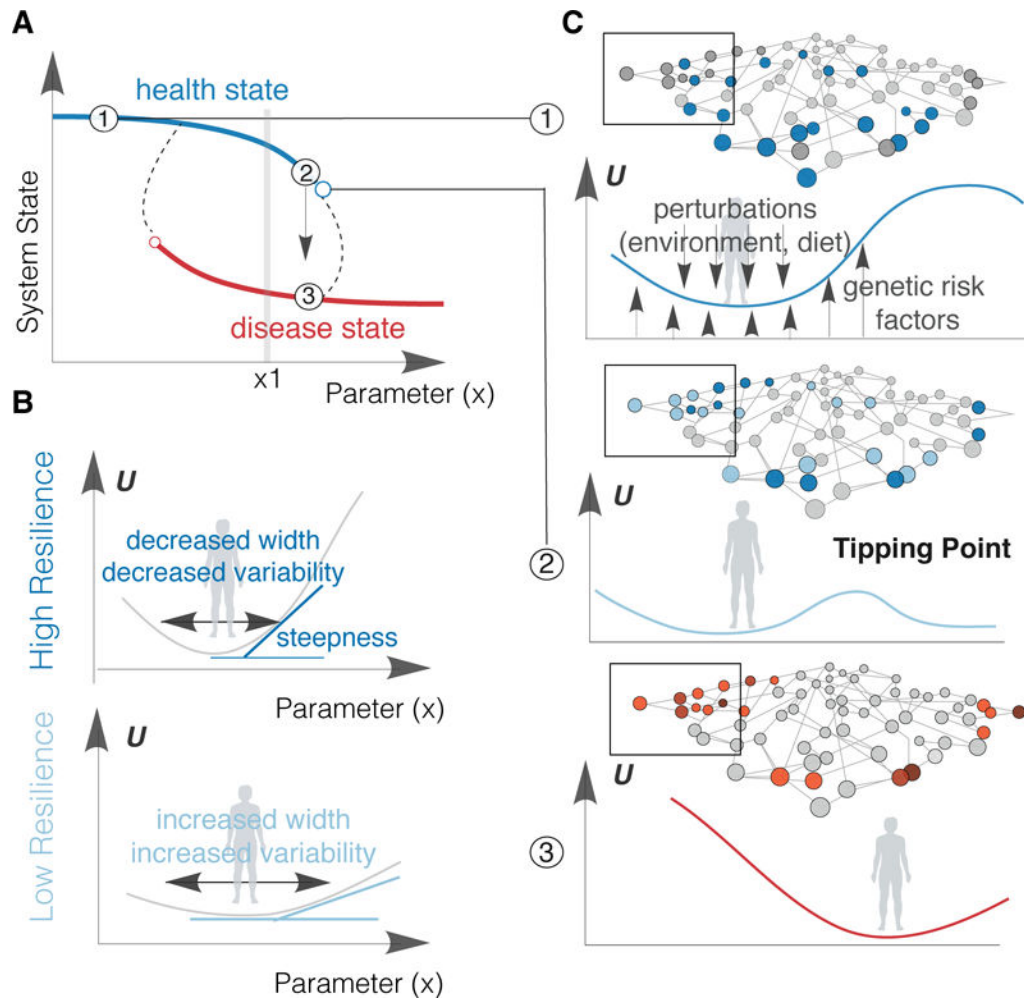 A
health state
1
2
3
disease state
System State
x1
Parameter (x)
B
High Resilience
U
decreased width
decreased variability
steepness
Parameter (x)
Low Resilience
U
increased width
increased variability
Parameter (x)
C
1
U
perturbations
(environment, diet)
genetic risk
factors
2
U
Tipping Point
3
U